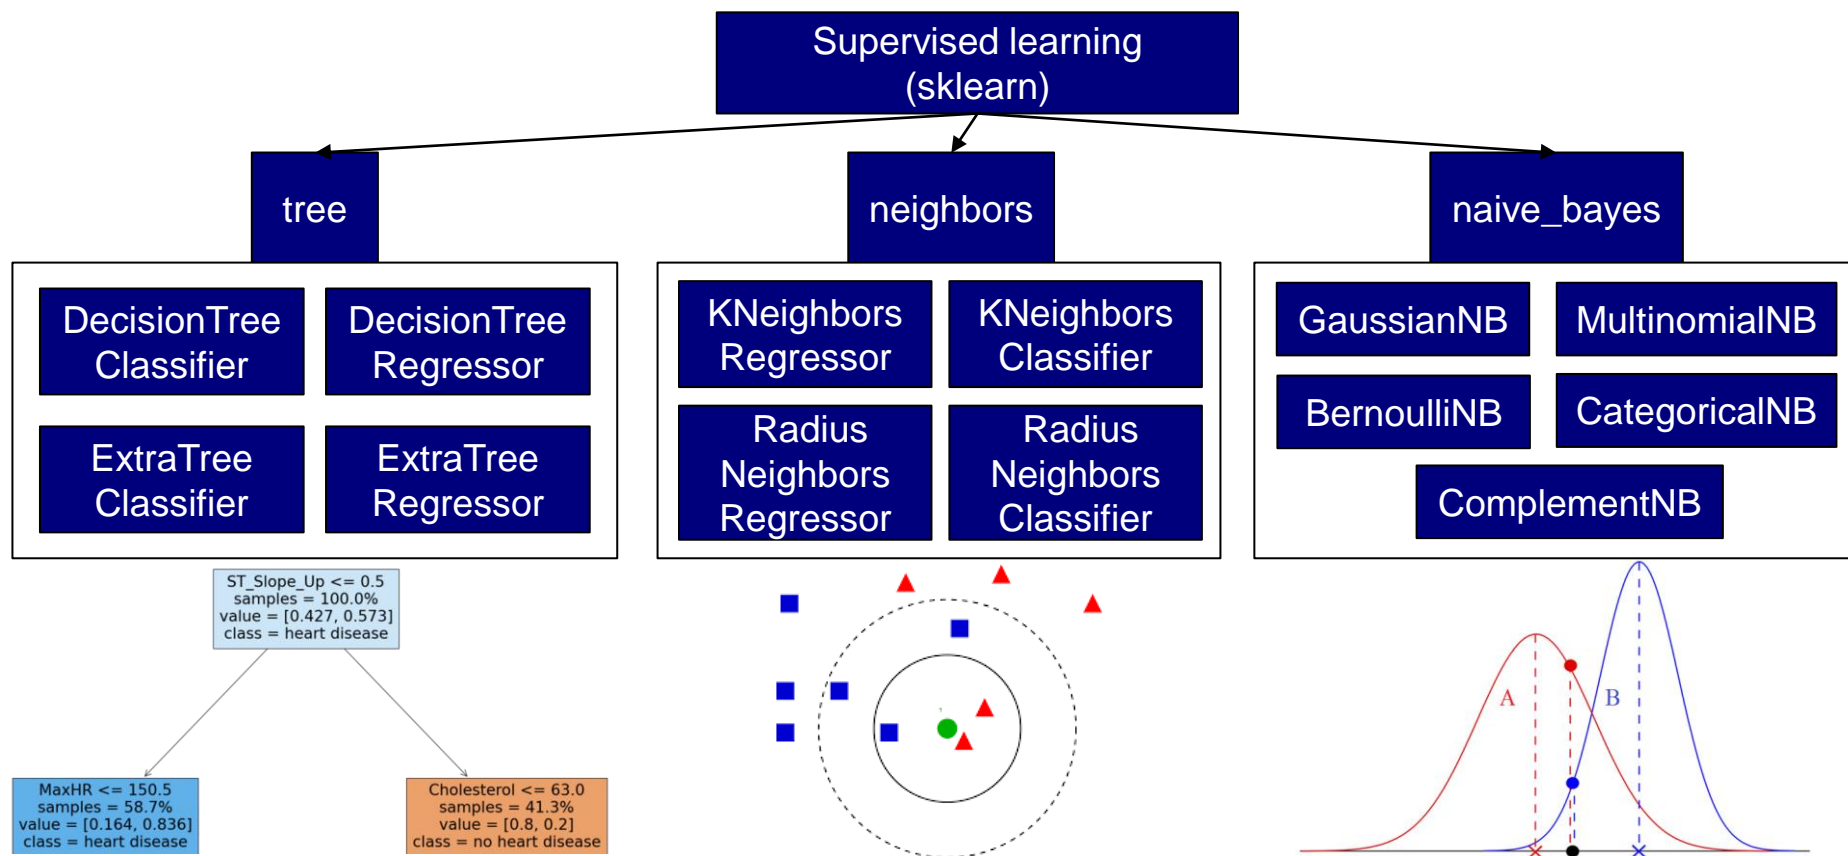 Supervised learning
(sklearn)
tree
neighbors
naive_bayes
DecisionTree
Classifier
DecisionTree
Regressor
ExtraTree
Classifier
ExtraTree
Regressor
KNeighbors
Regressor
KNeighbors
Classifier
Radius
Neighbors
Regressor
Radius
Neighbors
Classifier
GaussianNB
MultinomialNB
BernoulliNB
CategoricalNB
ComplementNB
ST_Slope_Up <= 0.5
samples = 100.0%
value = [0.427, 0.573]
class = heart disease
MaxHR <= 150.5
samples = 58.7%
value = [0.164, 0.836]
class = heart disease
Cholesterol <= 63.0
samples = 41.3%
value = [0.8, 0.2]
class = no heart disease
A
B